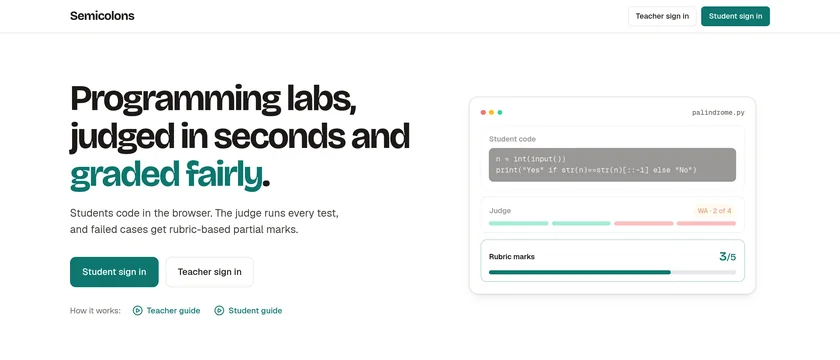 Semicolons
Teacher sign in
Student sign in
Programming labs,
judged in seconds and
graded fairly.
Students code in the browser. The judge runs every test,
and failed cases get rubric-based partial marks.
Student sign in
Teacher sign in
How it works:
Teacher guide
Student guide
palindrome.py
Student code
n = int(input())
print("Yes" if str(n)==str(n)[::-1] else "No")
Judge
WA · 2 of 4
Rubric marks
3/5